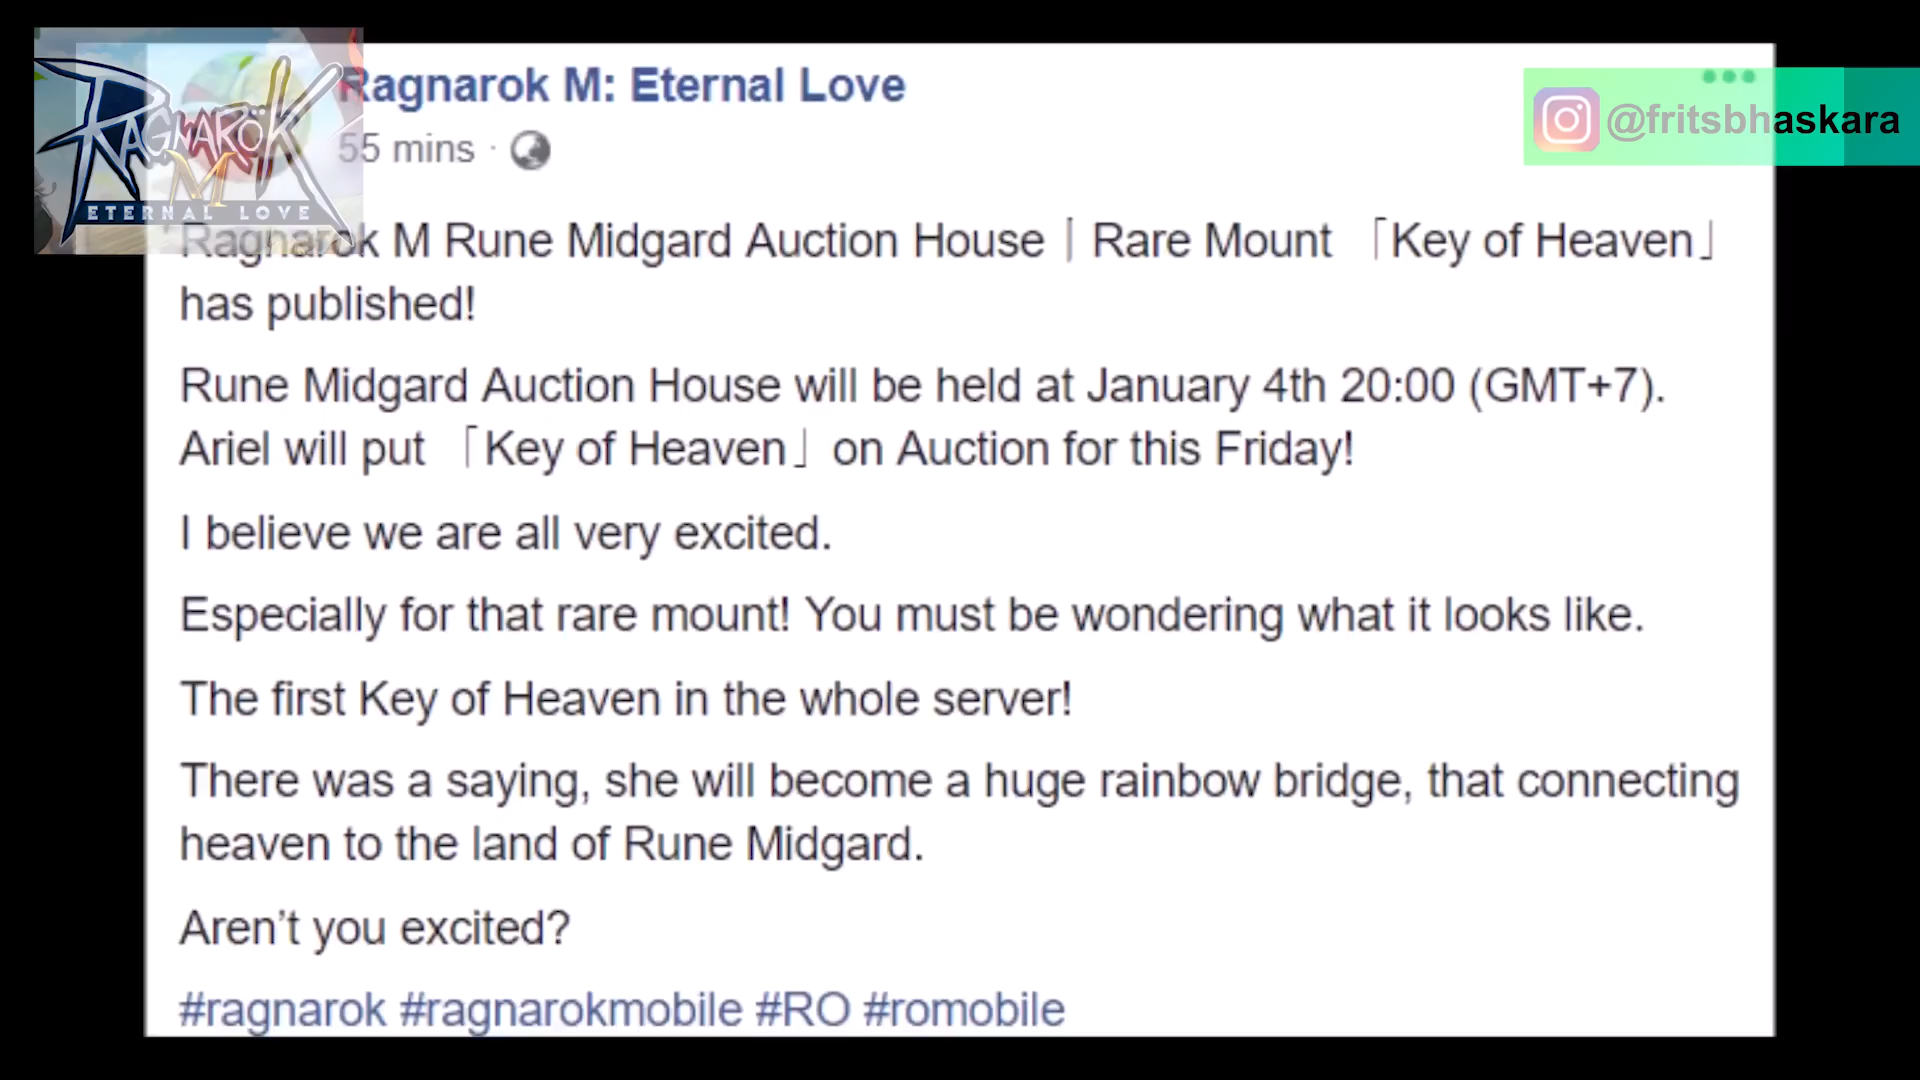 RAGNARÖK
M
ETERNAL LOVE
Ragnarok M: Eternal Love
55 mins ·
@fritsbhaskara
Ragnarok M Rune Midgard Auction House｜Rare Mount 「Key of Heaven」
has published!
Rune Midgard Auction House will be held at January 4th 20:00 (GMT+7).
Ariel will put 「Key of Heaven」 on Auction for this Friday!
I believe we are all very excited.
Especially for that rare mount! You must be wondering what it looks like.
The first Key of Heaven in the whole server!
There was a saying, she will become a huge rainbow bridge, that connecting
heaven to the land of Rune Midgard.
Aren’t you excited?
#ragnarok #ragnarokmobile #RO #romobile